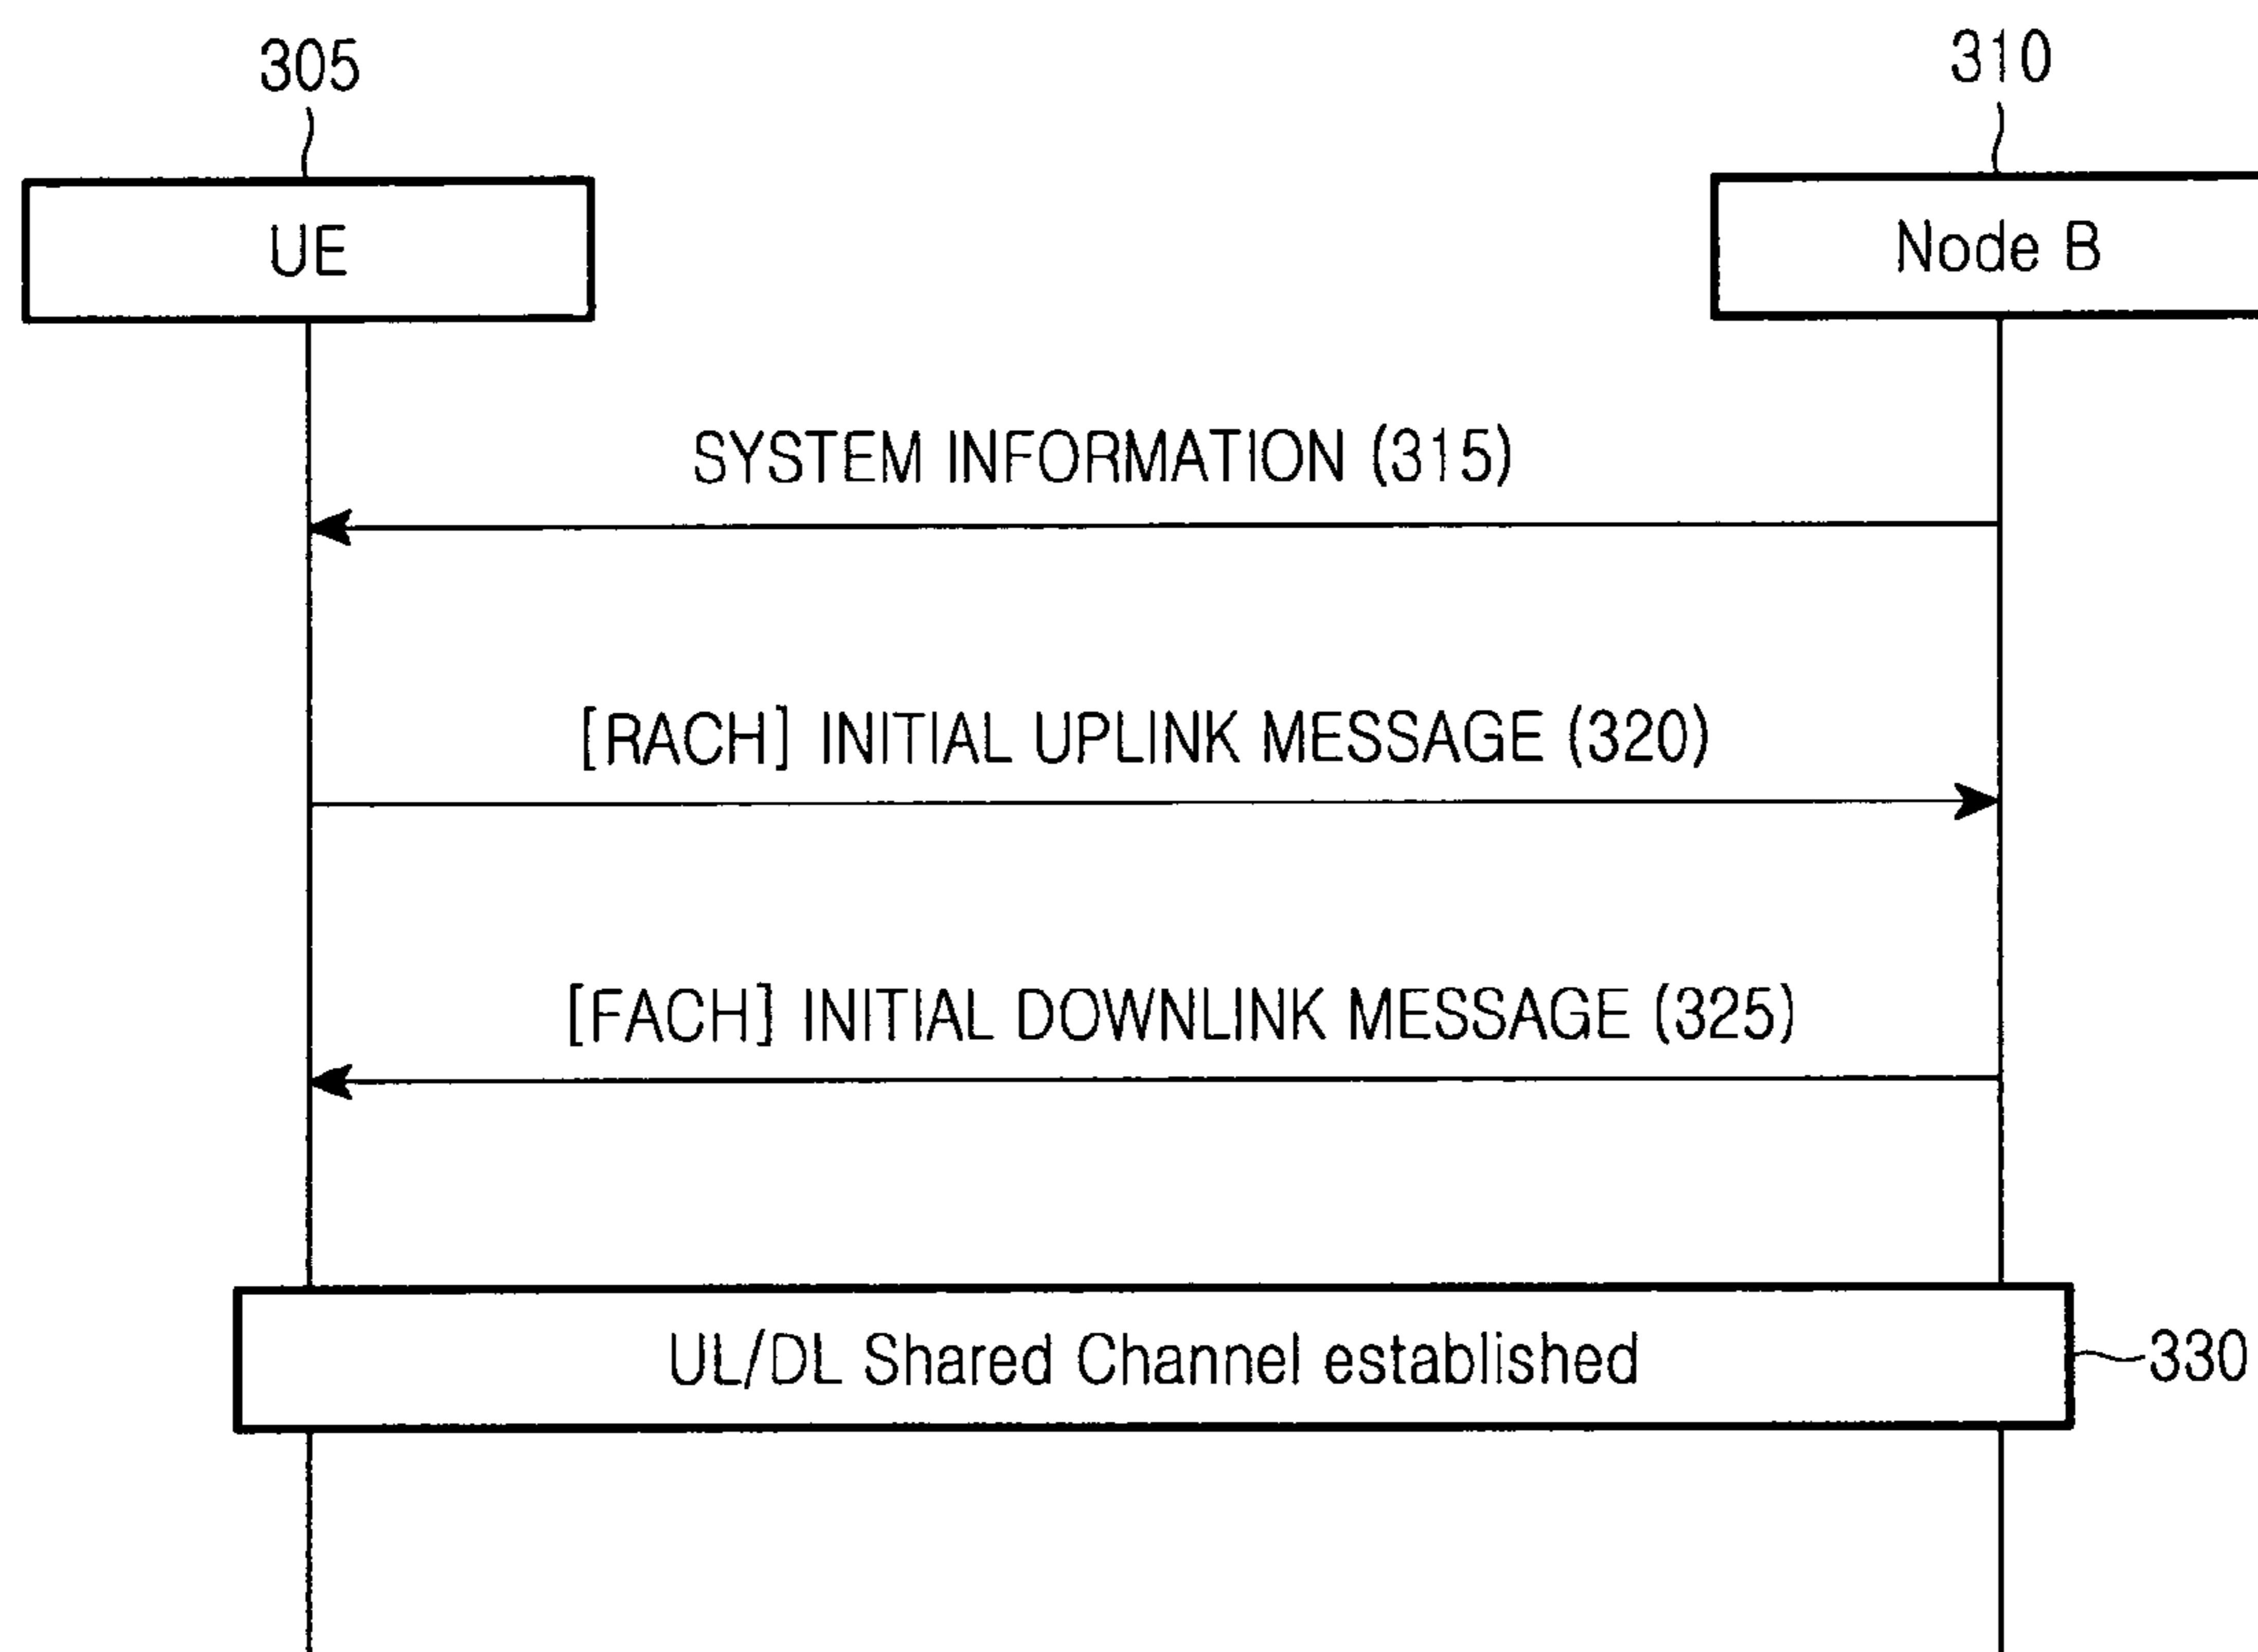 305
310
UE
Node B
SYSTEM INFORMATION (315)
[RACH] INITIAL UPLINK MESSAGE (320)
[FACH] INITIAL DOWNLINK MESSAGE (325)
UL/DL Shared Channel established
330